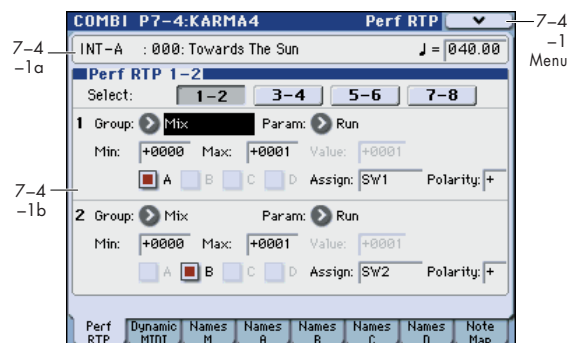 COMBI P7-4:KARMA4 Perf RTP
7-4
-1
Menu
7-4
-1a
INT-A :000: Towards The Sun ♩= 040.00
Perf RTP 1-2
Select: 1-2 3-4 5-6 7-8
1 Group: Mix Param: Run
Min: +0000 Max: +0001 Value: +0001
A B C D Assign: SW1 Polarity: +
7-4
-1b
2 Group: Mix Param: Run
Min: +0000 Max: +0001 Value: +0001
A B C D Assign: SW2 Polarity: +
Perf Dynamic Names Names Names Names Names Note
RTP MIDI M A B C D Map